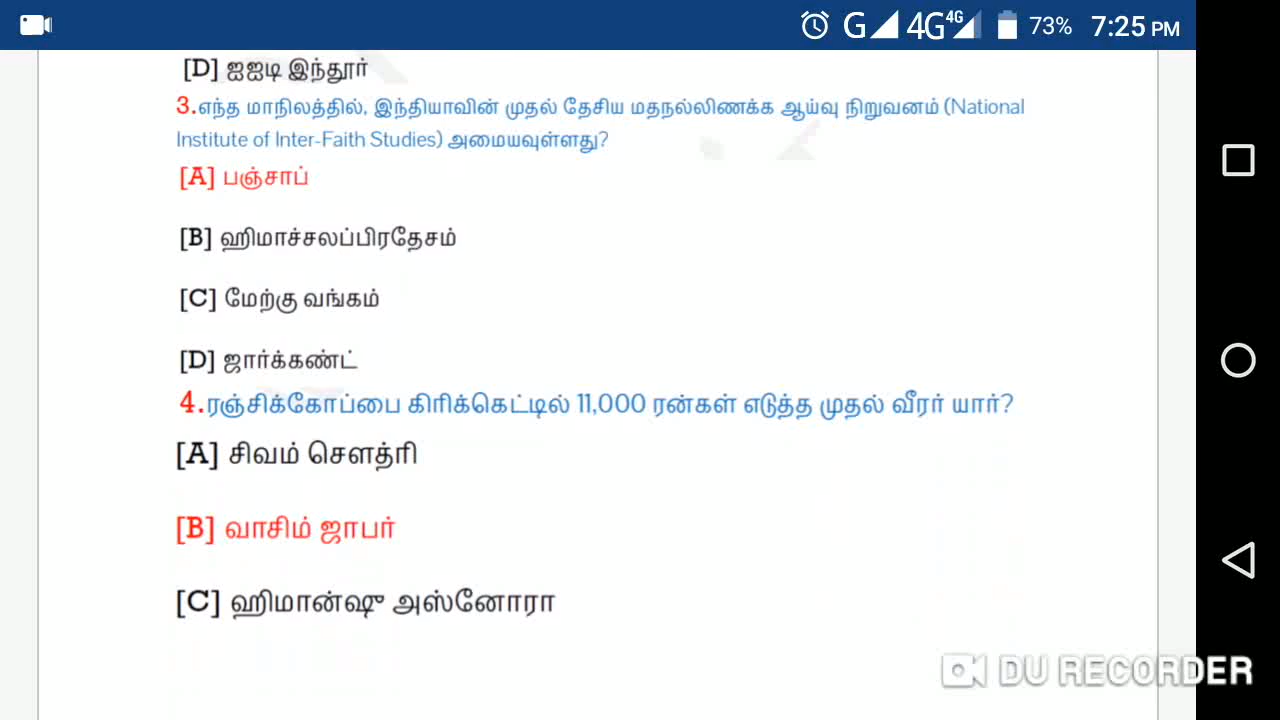 G 4G 4G 73% 7:25 PM
[D] ஐஐடி இந்தூர்
3.எந்த மாநிலத்தில், இந்தியாவின் முதல் தேசிய மதநல்லிணக்க ஆய்வு நிறுவனம் (National
Institute of Inter-Faith Studies) அமையவுள்ளது?
[A] பஞ்சாப்
[B] ஹிமாச்சலப்பிரதேசம்
[C] மேற்கு வங்கம்
[D] ஜார்க்கண்ட்
4.ரஞ்சிக்கோப்பை கிரிக்கெட்டில் 11,000 ரன்கள் எடுத்த முதல் வீரர் யார்?
[A] சிவம் சௌத்ரி
[B] வாசிம் ஜாபர்
[C] ஹிமான்ஷு அஸ்னோரா
DU RECORDER